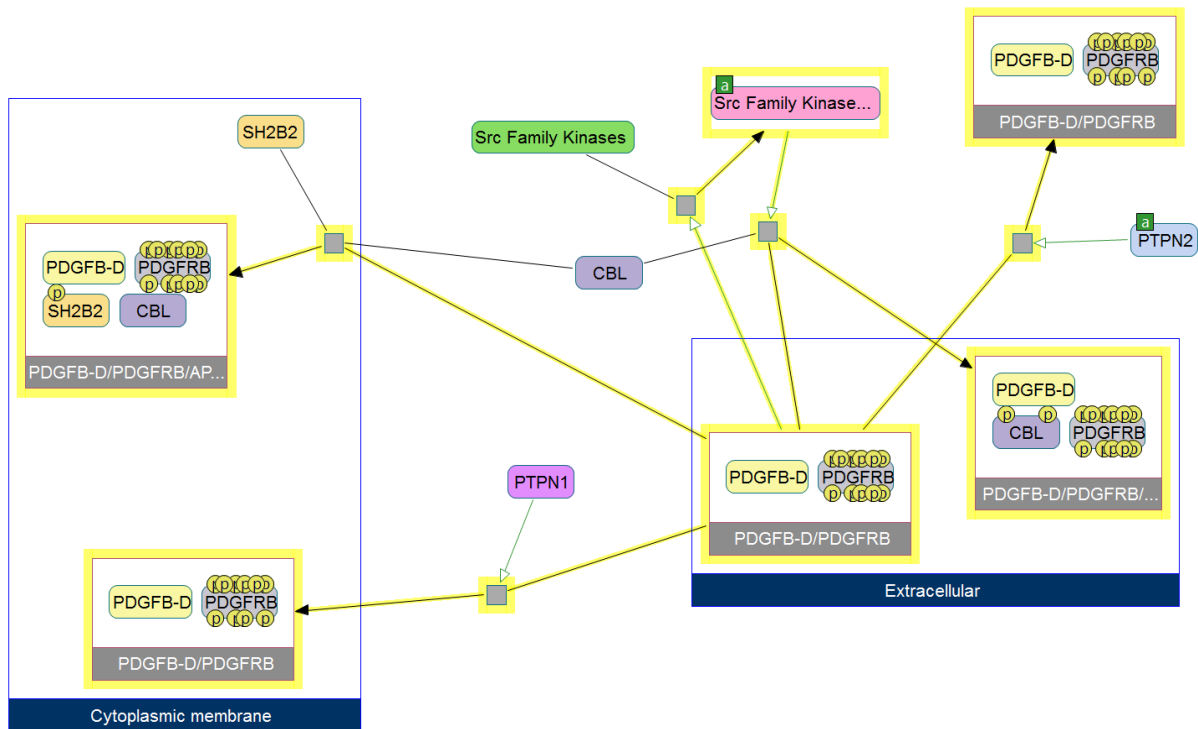 PDGFB-D
PDGFRB
PDGFB-D/PDGFRB
a
Src Family Kinase...
SH2B2
Src Family Kinases
a
PTPN2
PDGFB-D
PDGFRB
p
SH2B2
CBL
PDGFB-D/PDGFRB/AP...
CBL
PDGFB-D
p
p
CBL
PDGFRB
PDGFB-D/PDGFRB/...
PTPN1
PDGFB-D
PDGFRB
PDGFB-D/PDGFRB
Extracellular
PDGFB-D
PDGFRB
PDGFB-D/PDGFRB
Cytoplasmic membrane